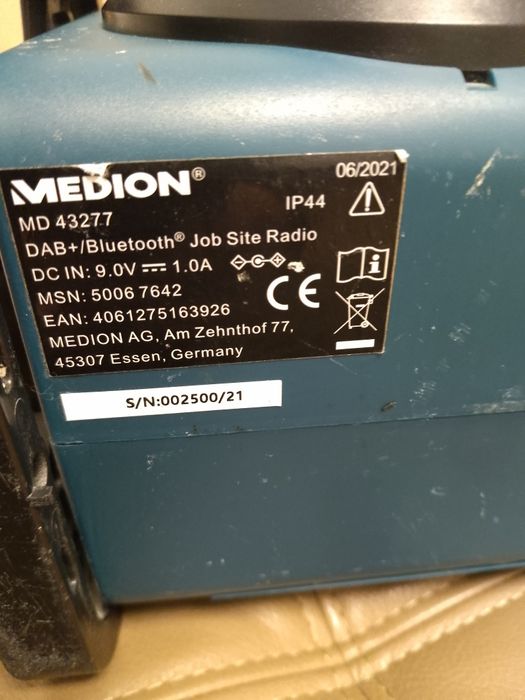 MEDION®
06/2021
MD 43277
IP44
DAB+/Bluetooth® Job Site Radio
DC IN: 9.0V ⎓ 1.0A
MSN: 5006 7642
EAN: 4061275163926
CE
MEDION AG, Am Zehnthof 77,
45307 Essen, Germany
S/N:002500/21